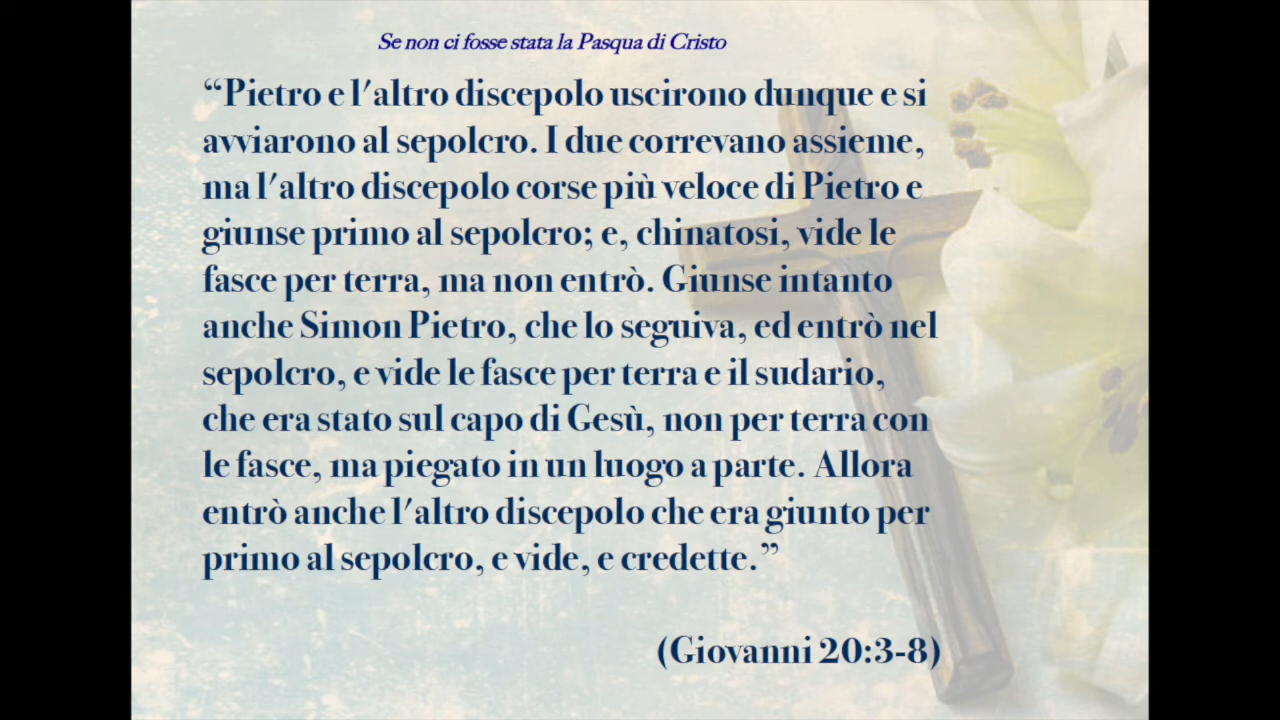 Se non ci fosse stata la Pasqua di Cristo
“Pietro e l'altro discepolo uscirono dunque e si
avviarono al sepolcro. I due correvano assieme,
ma l'altro discepolo corse più veloce di Pietro e
giunse primo al sepolcro; e, chinatosi, vide le
fasce per terra, ma non entrò. Giunse intanto
anche Simon Pietro, che lo seguiva, ed entrò nel
sepolcro, e vide le fasce per terra e il sudario,
che era stato sul capo di Gesù, non per terra con
le fasce, ma piegato in un luogo a parte. Allora
entrò anche l'altro discepolo che era giunto per
primo al sepolcro, e vide, e credette.”
(Giovanni 20:3-8)